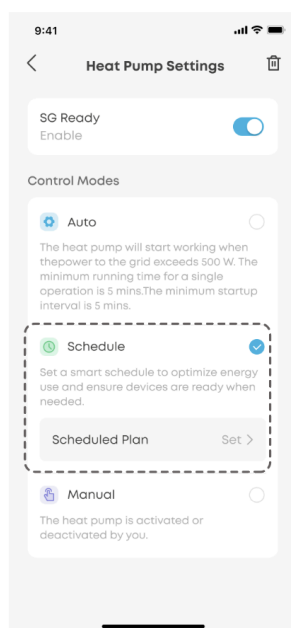 9:41
Heat Pump Settings
SG Ready
Enable
Control Modes
Auto
The heat pump will start working when
thepower to the grid exceeds 500 W. The
minimum running time for a single
operation is 5 mins.The minimum startup
interval is 5 mins.
Schedule
Set a smart schedule to optimize energy
use and ensure devices are ready when
needed.
Scheduled Plan Set >
Manual
The heat pump is activated or
deactivated by you.